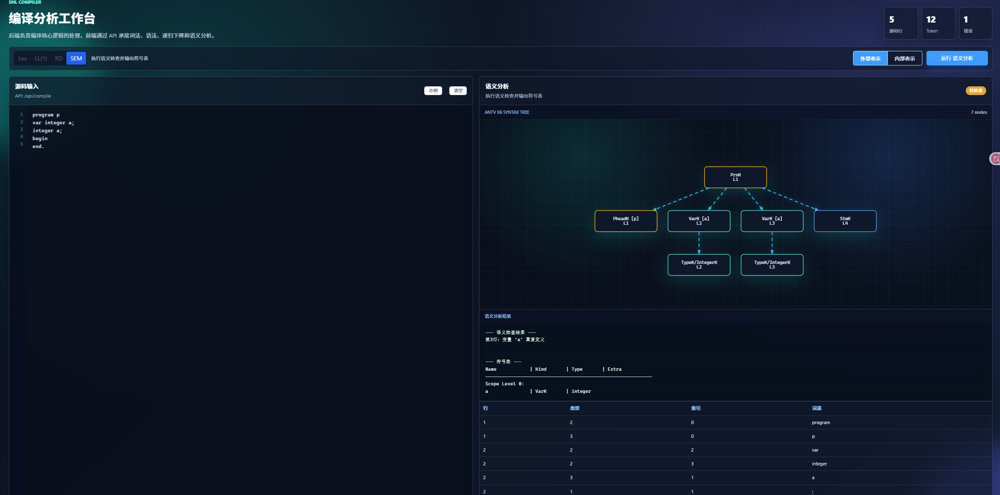 SNL COMPILER
编译分析工作台
后端负责编译核心逻辑的处理，前端通过 API 承接词法、语法、递归下降和语义分析。
5
源码行
12
Token
1
错误
Lex LL(1) RD SEM 执行语义检查并输出符号表
外部表示 内部表示 运行 语义分析
源码输入
API: /api/compile
示例 清空
1 program p
2 var integer a;
3 integer a;
4 begin
5 end.
语义分析
执行语义检查并输出符号表
待检查
ANTV X6 SYNTAX TREE 7 nodes
ProK
L1
PheadK [p]
L1
VarK [a]
L2
VarK [a]
L3
StmK
L4
TypeK/IntegerK
L2
TypeK/IntegerK
L3
语义分析结果
--- 语义检查结果 ---
第3行：变量 'a' 重复定义
--- 符号表 ---
Name | Kind | Type | Extra
Scope Level 0:
a | VarK | integer
行 类型 索引 词素
1 2 0 program
1 3 0 p
2 2 2 var
2 2 3 integer
2 3 1 a
2 1 1 ;